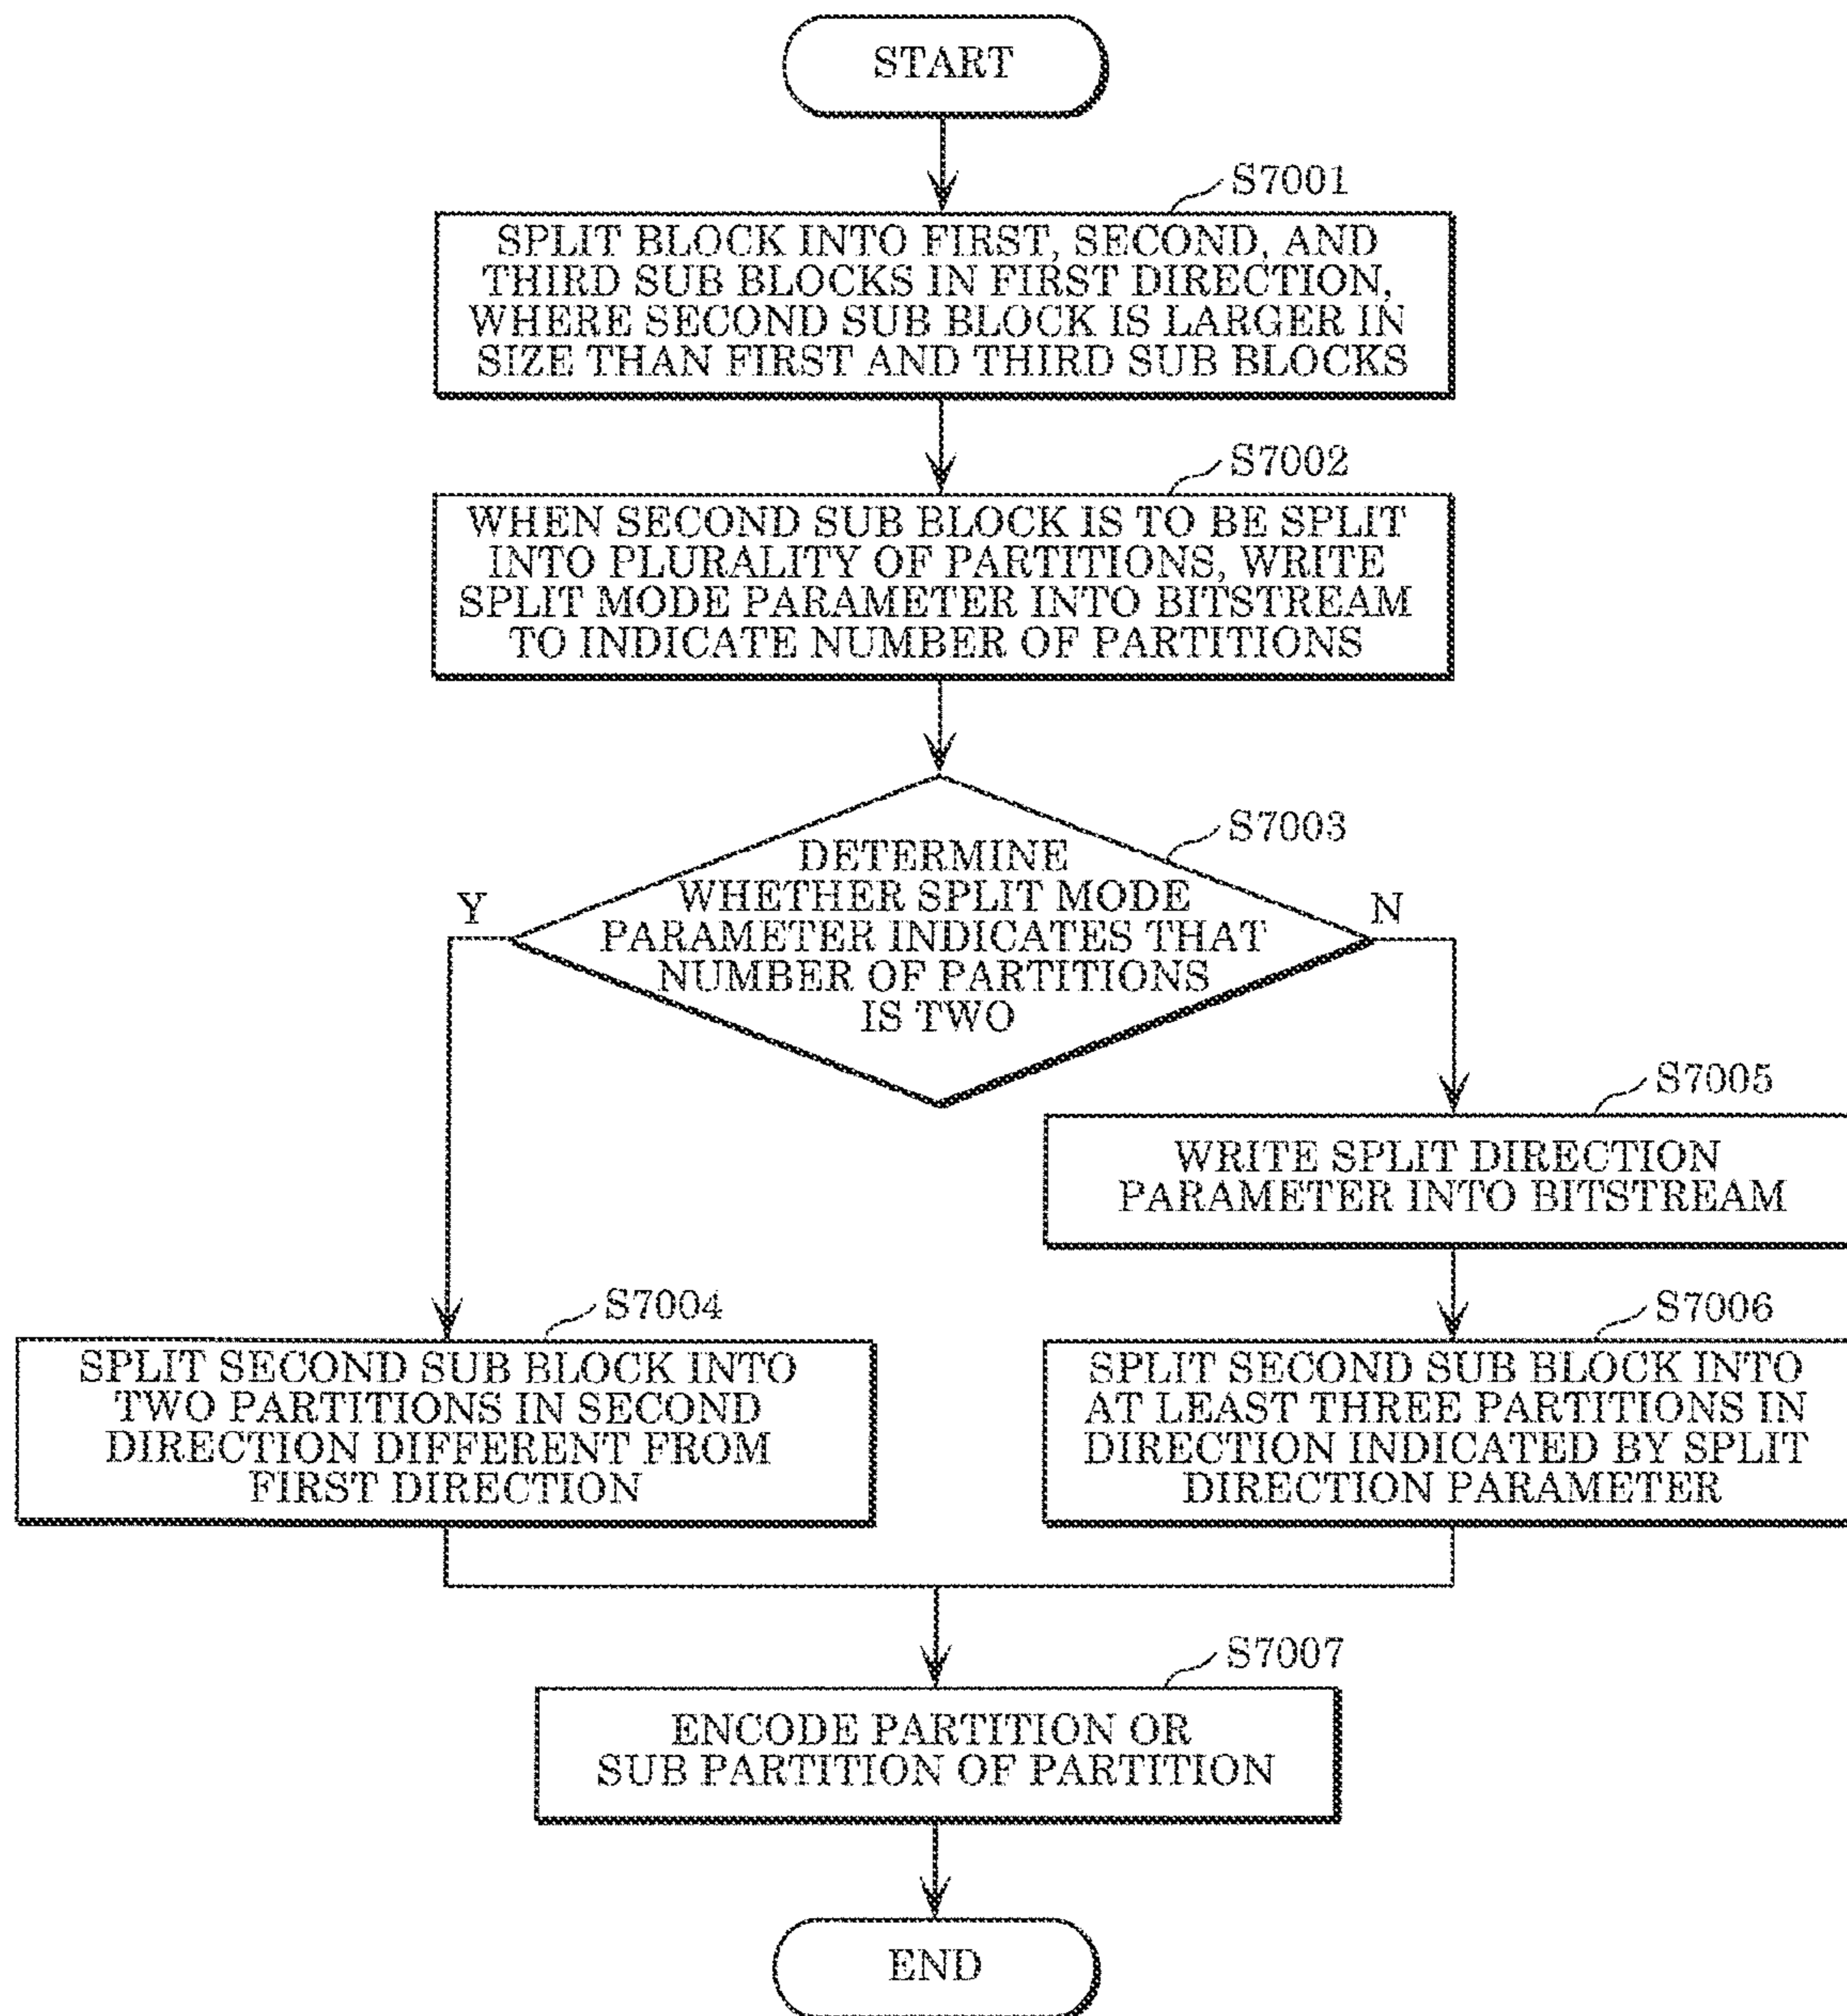 START
S7001
SPLIT BLOCK INTO FIRST, SECOND, AND
THIRD SUB BLOCKS IN FIRST DIRECTION,
WHERE SECOND SUB BLOCK IS LARGER IN
SIZE THAN FIRST AND THIRD SUB BLOCKS
S7002
WHEN SECOND SUB BLOCK IS TO BE SPLIT
INTO PLURALITY OF PARTITIONS, WRITE
SPLIT MODE PARAMETER INTO BITSTREAM
TO INDICATE NUMBER OF PARTITIONS
S7003
DETERMINE
WHETHER SPLIT MODE
PARAMETER INDICATES THAT
NUMBER OF PARTITIONS
IS TWO
Y
N
S7005
WRITE SPLIT DIRECTION
PARAMETER INTO BITSTREAM
S7004
SPLIT SECOND SUB BLOCK INTO
TWO PARTITIONS IN SECOND
DIRECTION DIFFERENT FROM
FIRST DIRECTION
S7006
SPLIT SECOND SUB BLOCK INTO
AT LEAST THREE PARTITIONS IN
DIRECTION INDICATED BY SPLIT
DIRECTION PARAMETER
S7007
ENCODE PARTITION OR
SUB PARTITION OF PARTITION
END